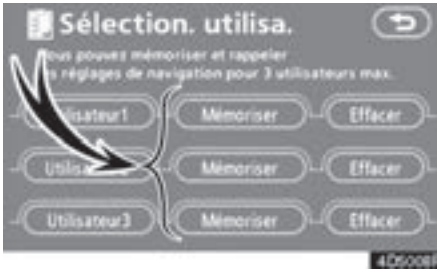 Sélection. utilisa.
pouvez mémoriser et rappeler
réglages de navigation pour 3 utilisateurs max.
Utilisateur1 Mémoriser Effacer
Mémoriser Effacer
Utilisateur3 Mémoriser Effacer